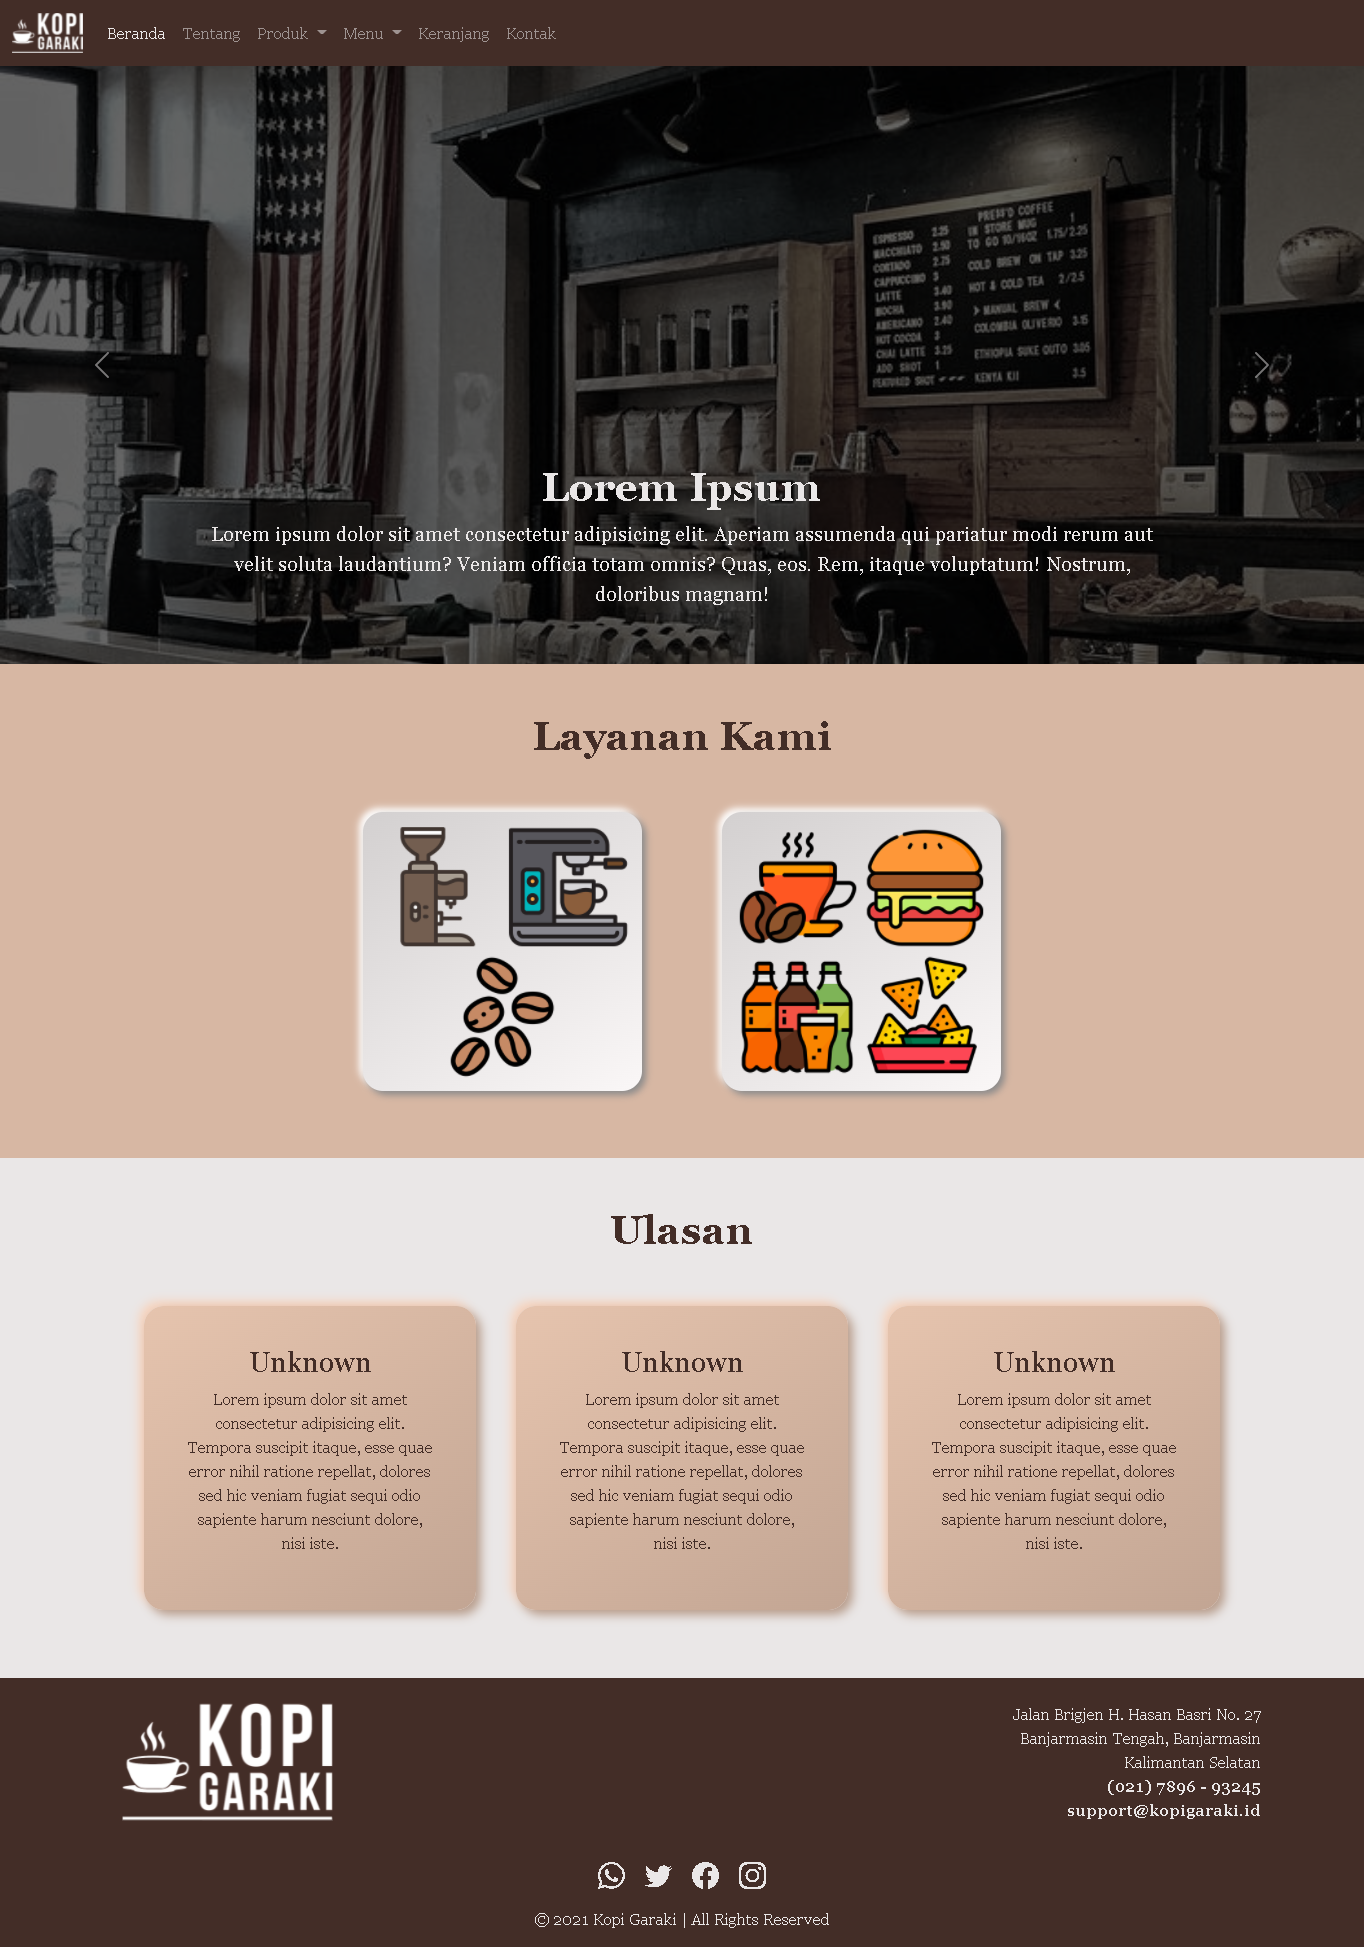 KOPI
GARAKI
Beranda Tentang Produk Menu Keranjang Kontak
PRESS'D COFFEE
ESPRESSO 2.25
MACCHIATO 2.50
CORTADO 2.75
CAPPUCCINO 3
LATTE 3.40
MOCHA 3.90
AMERICANO 2.40
HOT COCOA 3
CHAI LATTE 3.25
ADD SHOT 1
FEATURED SHOT
IN STORE MUG 1
TO GO 10/16OZ 1.75/2.25
COLD BREW ON TAP 3.25
HOT & COLD TEA 2/2.5
MANUAL BREW
COLOMBIA OLIVERIO 3.15
ETHIOPIA SUKE QUTO 3.05
KENYA KII 3.5
Lorem Ipsum
Lorem ipsum dolor sit amet consectetur adipisicing elit. Aperiam assumenda qui pariatur modi rerum aut
velit soluta laudantium? Veniam officia totam omnis? Quas, eos. Rem, itaque voluptatum! Nostrum,
doloribus magnam!
Layanan Kami
Ulasan
Unknown
Lorem ipsum dolor sit amet
consectetur adipisicing elit.
Tempora suscipit itaque, esse quae
error nihil ratione repellat, dolores
sed hic veniam fugiat sequi odio
sapiente harum nesciunt dolore,
nisi iste.
Unknown
Lorem ipsum dolor sit amet
consectetur adipisicing elit.
Tempora suscipit itaque, esse quae
error nihil ratione repellat, dolores
sed hic veniam fugiat sequi odio
sapiente harum nesciunt dolore,
nisi iste.
Unknown
Lorem ipsum dolor sit amet
consectetur adipisicing elit.
Tempora suscipit itaque, esse quae
error nihil ratione repellat, dolores
sed hic veniam fugiat sequi odio
sapiente harum nesciunt dolore,
nisi iste.
KOPI
GARAKI
Jalan Brigjen H. Hasan Basri No. 27
Banjarmasin Tengah, Banjarmasin
Kalimantan Selatan
(021) 7896 - 93245
support@kopigaraki.id
© 2021 Kopi Garaki | All Rights Reserved